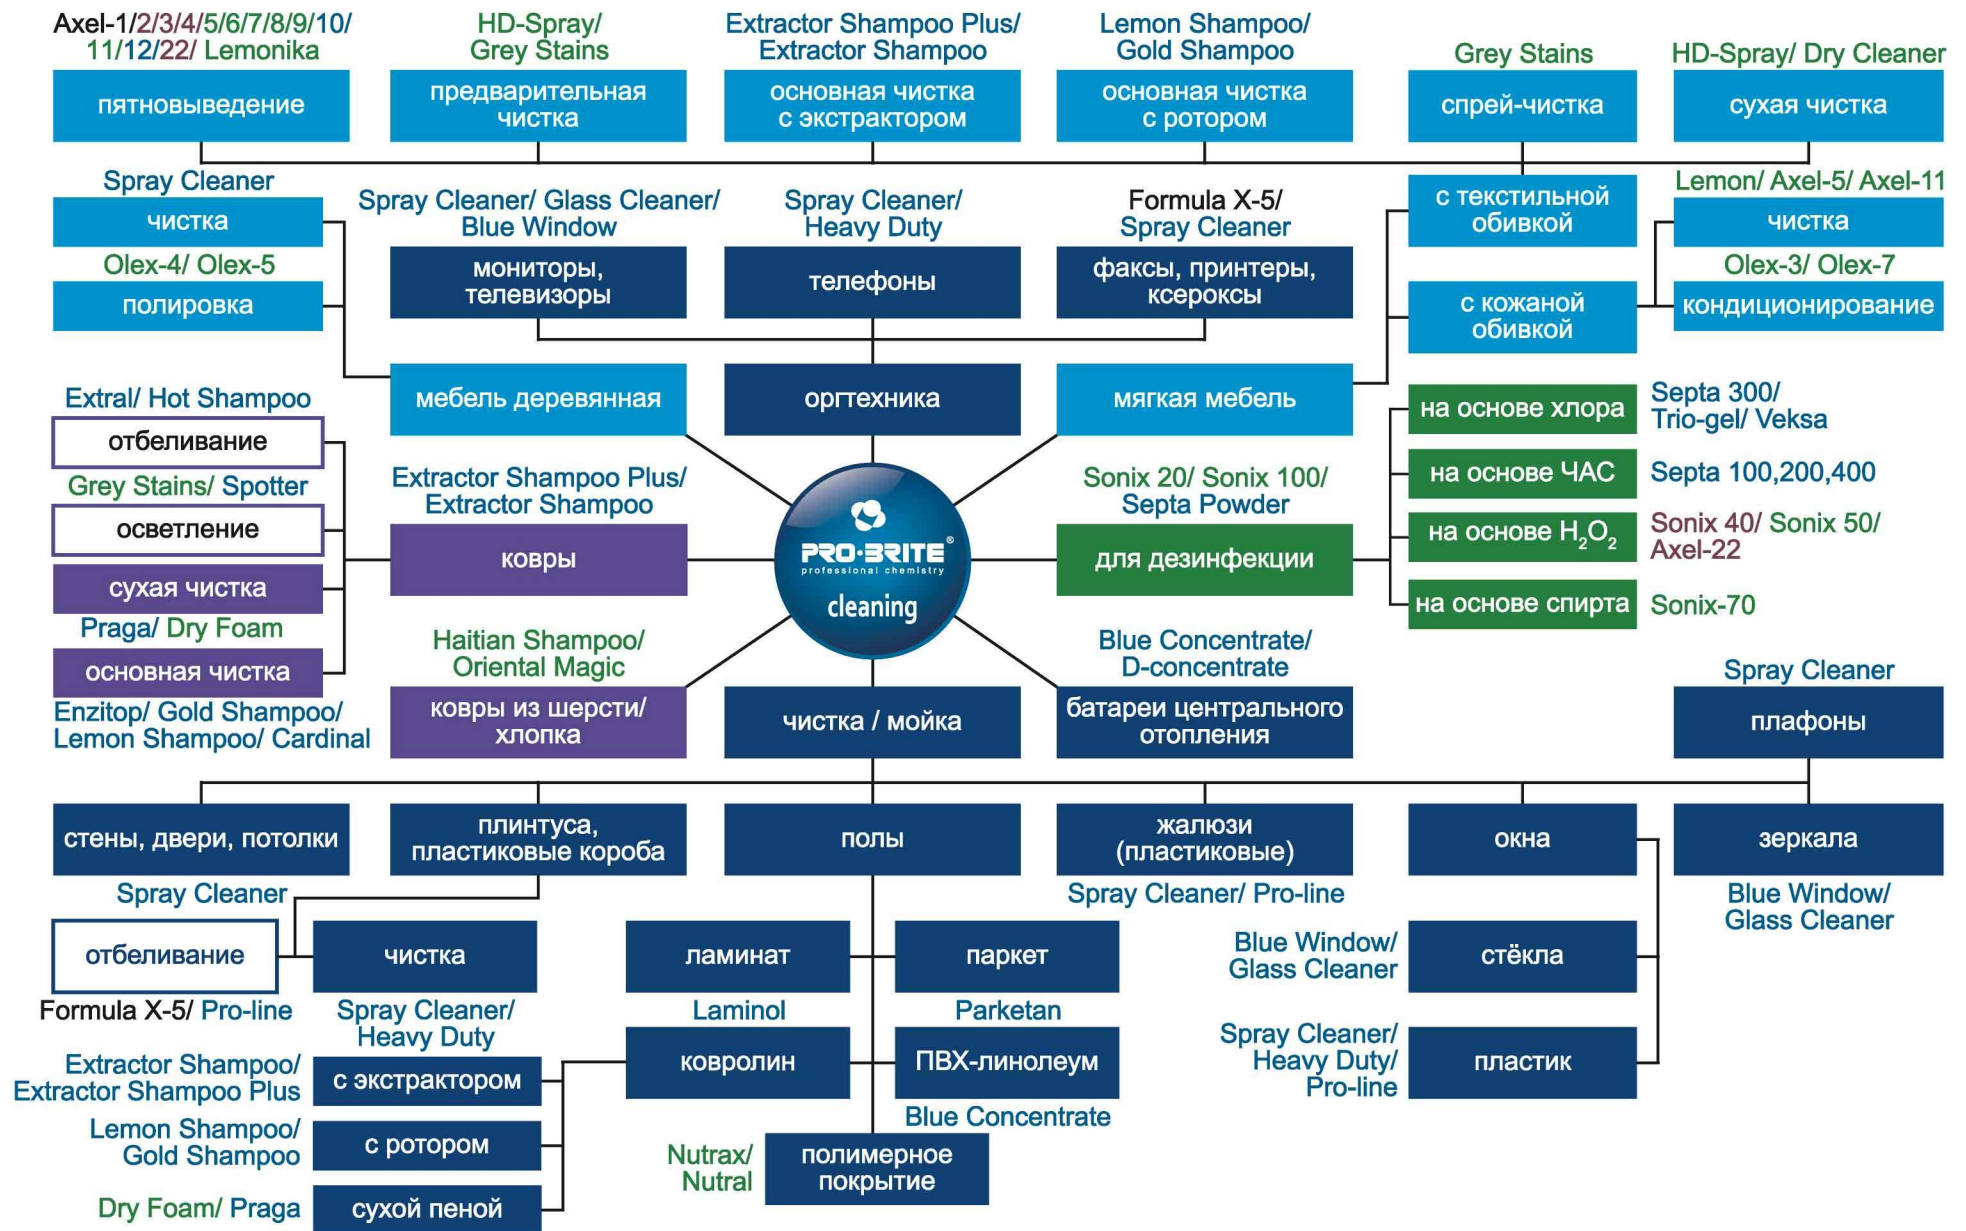 Axel-1/2/3/4/5/6/7/8/9/10/
11/12/22/ Lemonika
пятновыведение
HD-Spray/
Grey Stains
предварительная
чистка
Extractor Shampoo Plus/
Extractor Shampoo
основная чистка
с экстрактором
Lemon Shampoo/
Gold Shampoo
основная чистка
с ротором
Grey Stains
спрей-чистка
HD-Spray/ Dry Cleaner
сухая чистка
Spray Cleaner
чистка
Olex-4/ Olex-5
полировка
Spray Cleaner/ Glass Cleaner/
Blue Window
мониторы,
телевизоры
Spray Cleaner/
Heavy Duty
телефоны
Formula X-5/
Spray Cleaner
факсы, принтеры,
ксероксы
с текстильной
обивкой
с кожаной
обивкой
Lemon/ Axel-5/ Axel-11
чистка
Olex-3/ Olex-7
кондиционирование
мебель деревянная
оргтехника
мягкая мебель
Extral/ Hot Shampoo
отбеливание
Grey Stains/ Spotter
осветление
сухая чистка
Praga/ Dry Foam
основная чистка
Enzitop/ Gold Shampoo/
Lemon Shampoo/ Cardinal
Extractor Shampoo Plus/
Extractor Shampoo
ковры
PRO-BRITE®
professional chemistry
cleaning
Sonix 20/ Sonix 100/
Septa Powder
для дезинфекции
на основе хлора
Septa 300/
Trio-gel/ Veksa
на основе ЧАС
Septa 100,200,400
на основе H₂O₂
Sonix 40/ Sonix 50/
Axel-22
на основе спирта
Sonix-70
Haitian Shampoo/
Oriental Magic
ковры из шерсти/
хлопка
чистка / мойка
Blue Concentrate/
D-concentrate
батареи центрального
отопления
Spray Cleaner
плафоны
стены, двери, потолки
Spray Cleaner
плинтуса,
пластиковые короба
полы
жалюзи
(пластиковые)
Spray Cleaner/ Pro-line
окна
зеркала
Blue Window/
Glass Cleaner
отбеливание
Formula X-5/ Pro-line
чистка
Spray Cleaner/
Heavy Duty
ламинат
Laminol
паркет
Parketan
Blue Window/
Glass Cleaner
стёкла
ковролин
ПВХ-линолеум
Blue Concentrate
Spray Cleaner/
Heavy Duty/
Pro-line
пластик
Extractor Shampoo/
Extractor Shampoo Plus
с экстрактором
Lemon Shampoo/
Gold Shampoo
с ротором
Dry Foam/ Praga
сухой пеной
Nutrax/
Nutral
полимерное
покрытие